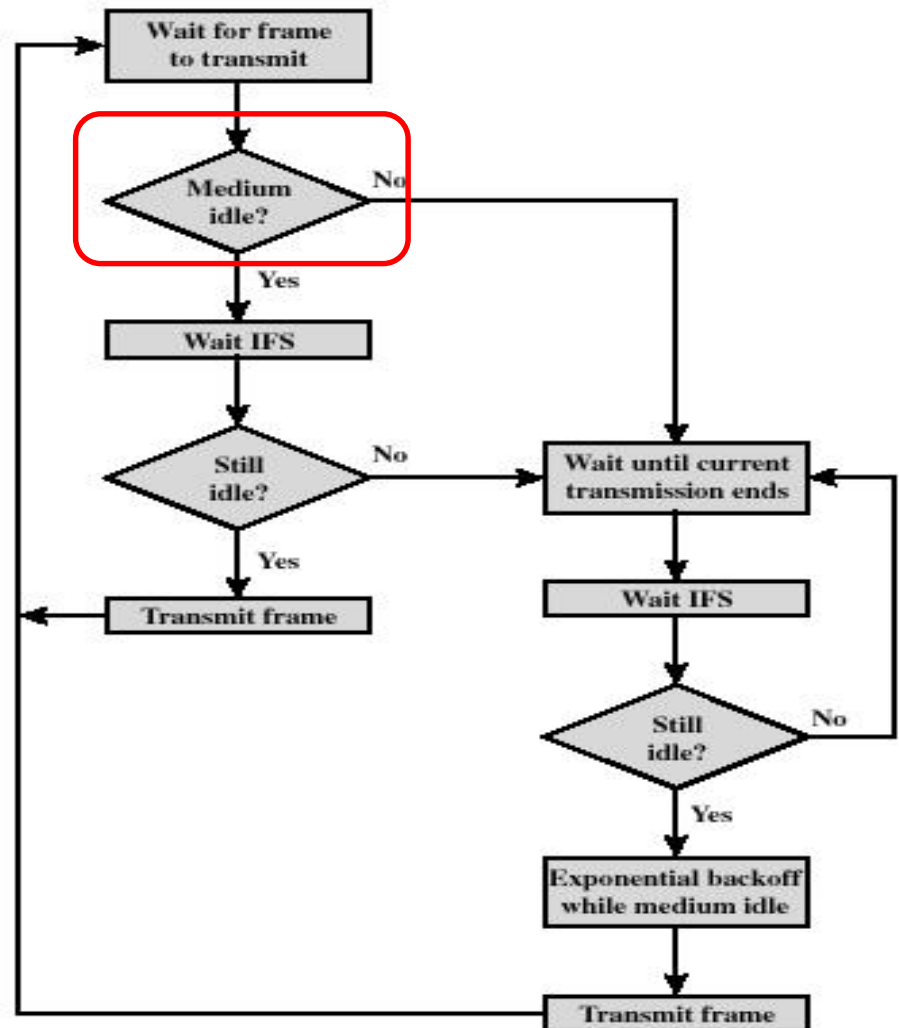 Wait for frame
to transmit
Medium
idle?
No
Yes
Wait IFS
Still
idle?
No
Yes
Transmit frame
Wait until current
transmission ends
Wait IFS
Still
idle?
No
Yes
Exponential backoff
while medium idle
Transmit frame